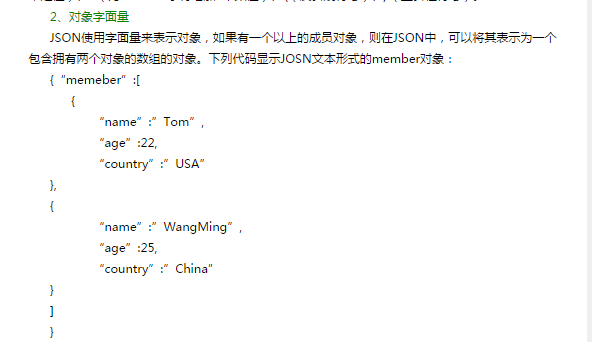 2、对象字面量
JSON使用字面量来表示对象，如果有一个以上的成员对象，则在JSON中，可以将其表示为一个
包含拥有两个对象的数组的对象。下列代码显示JOSN文本形式的member对象：
{“memeber”:[
{
“name”:”Tom”,
“age”:22,
“country”:”USA”
},
{
“name”:”WangMing”,
“age”:25,
“country”:”China”
}
]
}